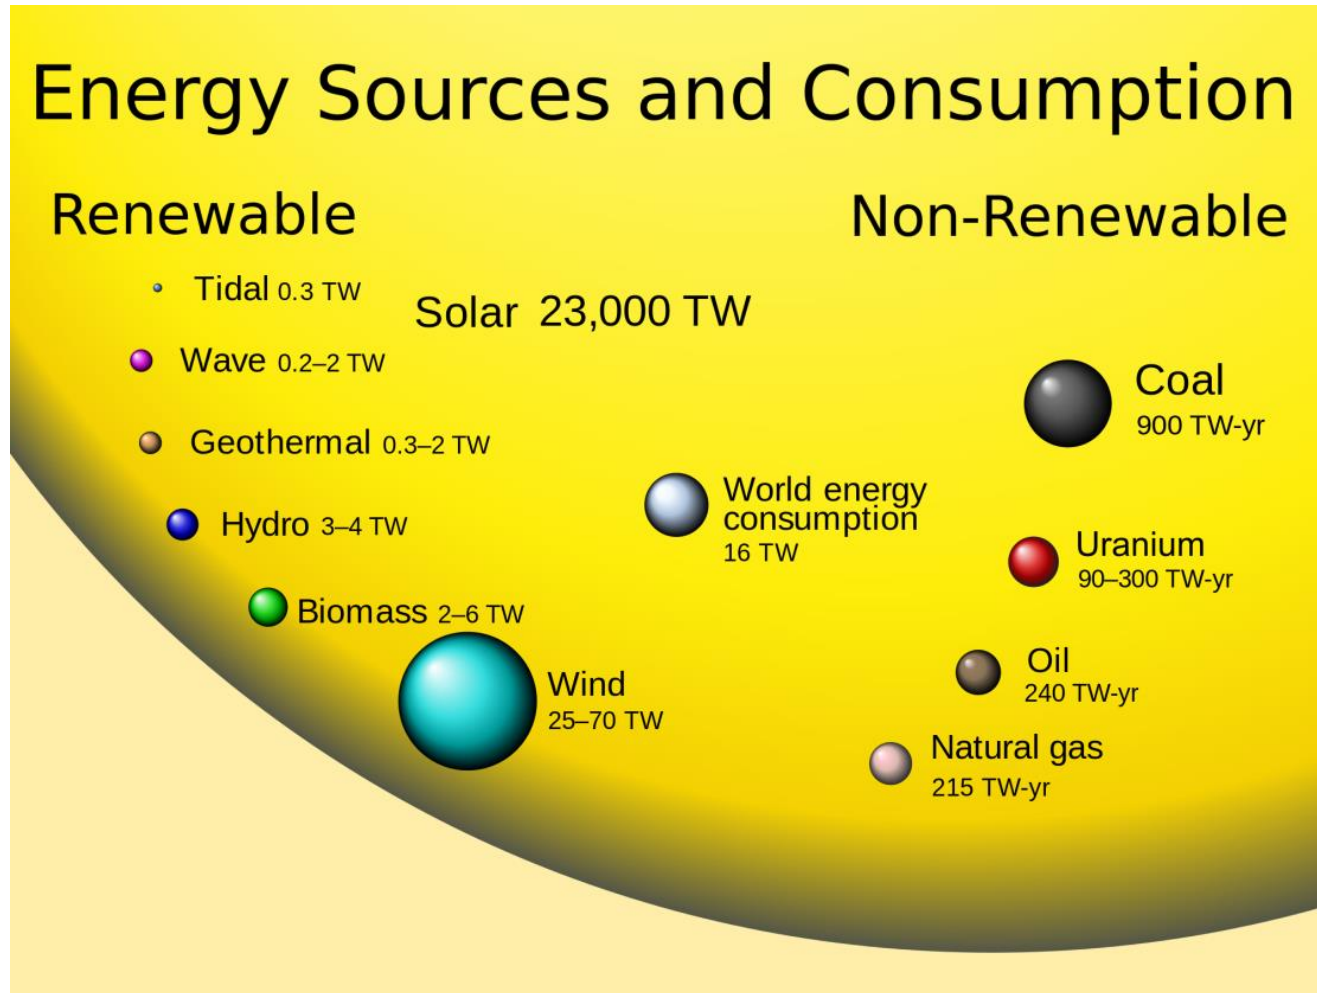 Energy Sources and Consumption
Renewable
Non-Renewable
Tidal 0.3 TW
Solar 23,000 TW
Wave 0.2–2 TW
Coal
900 TW-yr
Geothermal 0.3–2 TW
World energy
consumption
16 TW
Hydro 3–4 TW
Uranium
90–300 TW-yr
Biomass 2–6 TW
Oil
240 TW-yr
Wind
25–70 TW
Natural gas
215 TW-yr